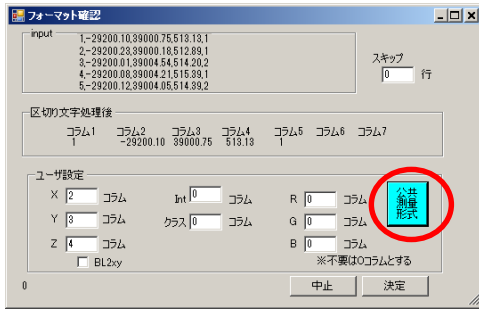 フォーマット確認
input
1,-29200.10,39000.75,513.13,1
2,-29200.23,39000.18,512.89,1
3,-29200.01,39004.54,514.20,2
4,-29200.08,39004.21,515.39,1
5,-29200.12,39004.05,514.39,2
スキップ
0 行
区切り文字処理後
コラム1 コラム2 コラム3 コラム4 コラム5 コラム6 コラム7
1 -29200.10 39000.75 513.13 1
ユーザ設定
X 2 コラム Int 0 コラム R 0 コラム
Y 3 コラム クラス 0 コラム G 0 コラム
Z 4 コラム B 0 コラム
公共
測量
形式
BL2xy
※不要は0コラムとする
0
中止 決定